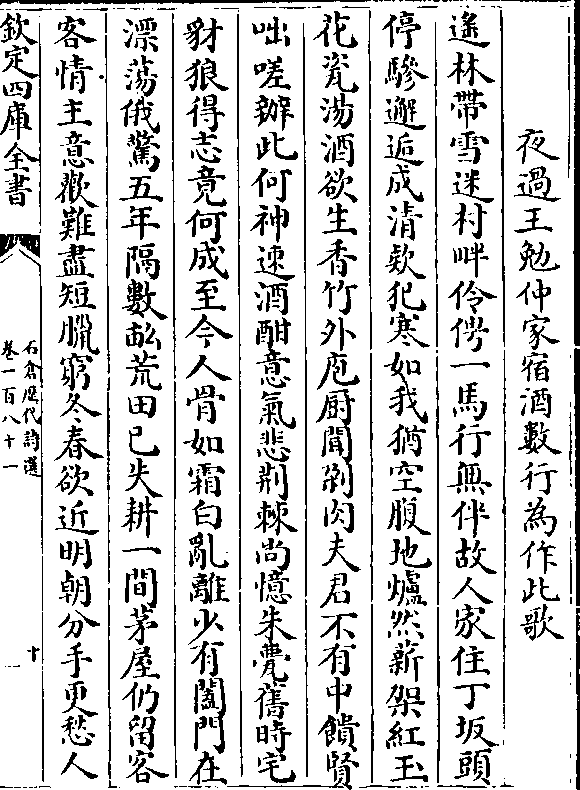 夜過王勉仲家宿酒數行為作此歌
遙林帶雪迷村畔伶俜一馬行無伴故人家住丁坂頭
停驂邂逅成清欵犯寒如我猶空腹地爐然薪架紅玉
花瓷湯酒欲生香竹外庖厨聞剁肉夫君不有中饋賢
咄嗟辦此何神速酒酣意氣悲荆棘尚憶朱甍舊時宅
豺狼得志竟何成至今人骨如霜白亂離少有闔門在
漂蕩俄驚五年隔數畝荒田已失耕一間茅屋仍留客
客情主意歡難盡短臘窮冬春欲近明朝分手更愁人
欽定四庫全書
石倉歷代詩選
卷一百八十一
十